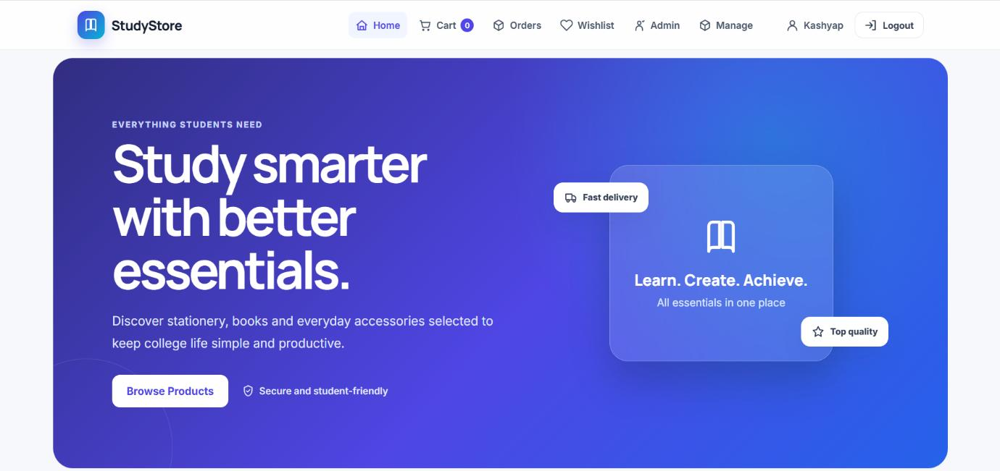 StudyStore
Home
Cart 0
Orders
Wishlist
Admin
Manage
Kashyap
Logout
EVERYTHING STUDENTS NEED
Study smarter
with better
essentials.
Discover stationery, books and everyday accessories selected to
keep college life simple and productive.
Browse Products
Secure and student-friendly
Fast delivery
Learn. Create. Achieve.
All essentials in one place
Top quality